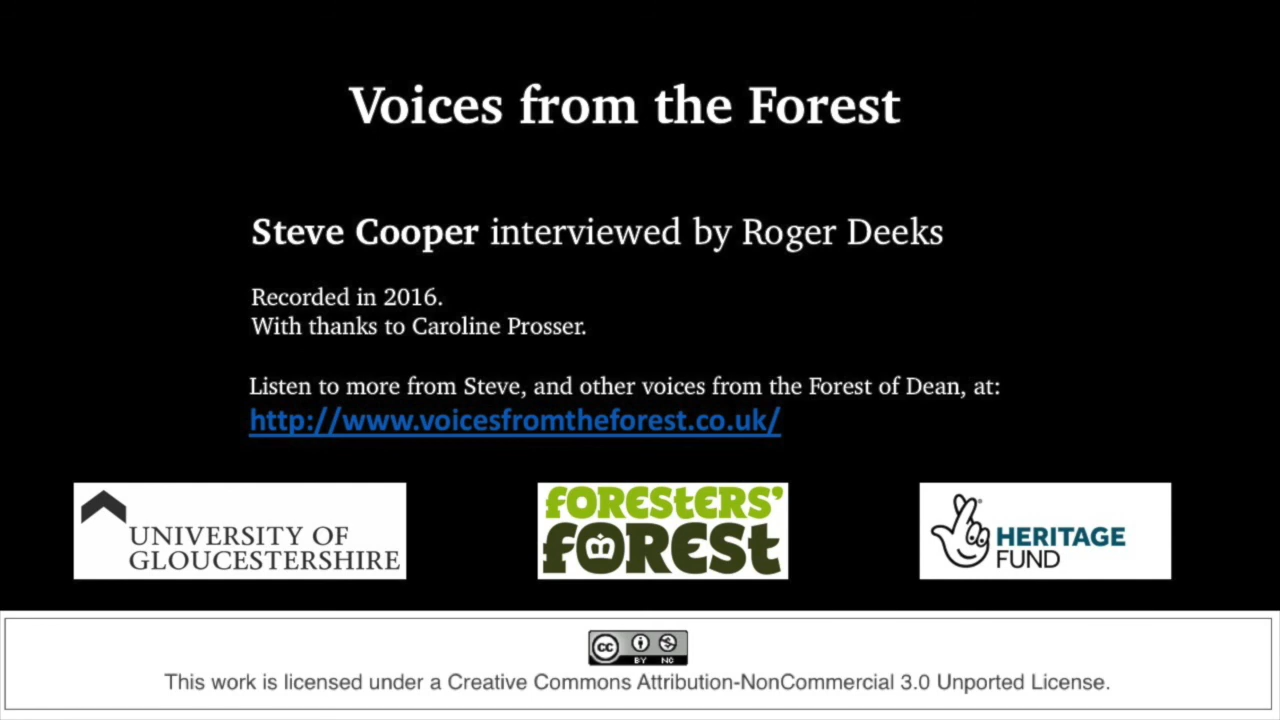 Voices from the Forest
Steve Cooper interviewed by Roger Deeks
Recorded in 2016.
With thanks to Caroline Prosser.
Listen to more from Steve, and other voices from the Forest of Dean, at:
http://www.voicesfromtheforest.co.uk/
UNIVERSITY OF
GLOUCESTERSHIRE
FORESTERS'
FOREST
HERITAGE
FUND
cc
BY NC
This work is licensed under a Creative Commons Attribution-NonCommercial 3.0 Unported License.